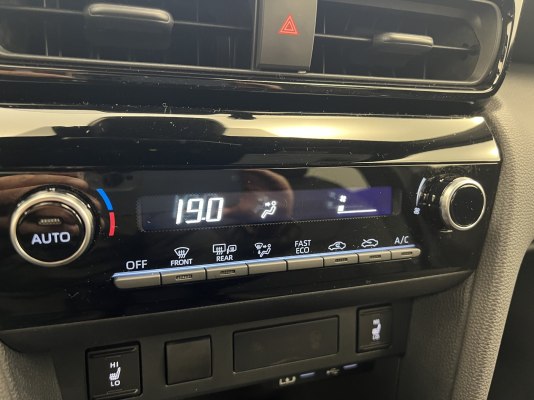 19.0
AUTO
OFF
FRONT
REAR
FAST
ECO
A/C
HI
LO